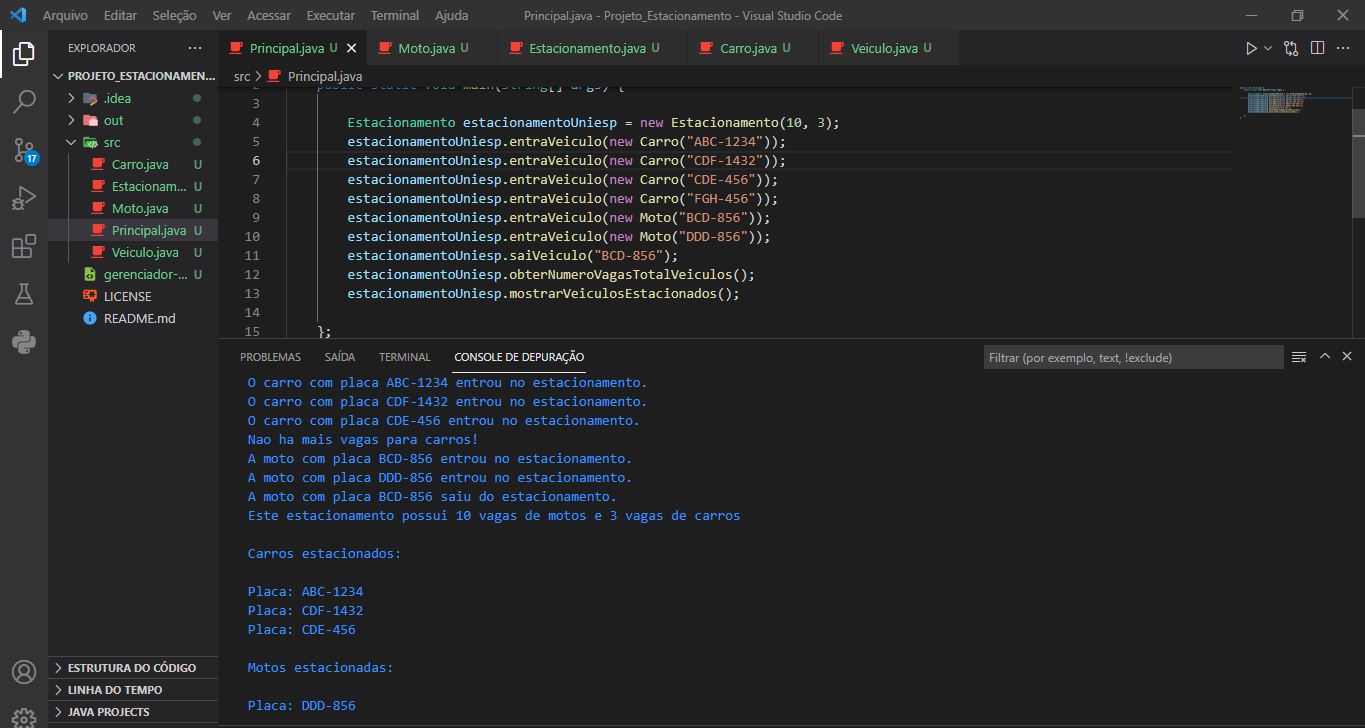 Arquivo Editar Seleção Ver Acessar Executar Terminal Ajuda Principal.java - Projeto_Estacionamento - Visual Studio Code
EXPLORADOR ...
Principal.java U Moto.java U Estacionamento.java U Carro.java U Veiculo.java U
PROJETO_ESTACIONAMEN...
src > Principal.java
.idea
out
src
Carro.java U
Estacionam... U
Moto.java U
Principal.java U
Veiculo.java U
gerenciador-... U
LICENSE
README.md
17
2 public static void main(String[] args) {
3
4 Estacionamento estacionamentoUniesp = new Estacionamento(10, 3);
5 estacionamentoUniesp.entraVeiculo(new Carro("ABC-1234"));
6 estacionamentoUniesp.entraVeiculo(new Carro("CDF-1432"));
7 estacionamentoUniesp.entraVeiculo(new Carro("CDE-456"));
8 estacionamentoUniesp.entraVeiculo(new Carro("FGH-456"));
9 estacionamentoUniesp.entraVeiculo(new Moto("BCD-856"));
10 estacionamentoUniesp.entraVeiculo(new Moto("DDD-856"));
11 estacionamentoUniesp.saiVeiculo("BCD-856");
12 estacionamentoUniesp.obterNumeroVagasTotalVeiculos();
13 estacionamentoUniesp.mostrarVeiculosEstacionados();
14
15 };
PROBLEMAS SAÍDA TERMINAL CONSOLE DE DEPURAÇÃO Filtrar (por exemplo, text, !exclude)
O carro com placa ABC-1234 entrou no estacionamento.
O carro com placa CDF-1432 entrou no estacionamento.
O carro com placa CDE-456 entrou no estacionamento.
Nao ha mais vagas para carros!
A moto com placa BCD-856 entrou no estacionamento.
A moto com placa DDD-856 entrou no estacionamento.
A moto com placa BCD-856 saiu do estacionamento.
Este estacionamento possui 10 vagas de motos e 3 vagas de carros
Carros estacionados:
Placa: ABC-1234
Placa: CDF-1432
Placa: CDE-456
Motos estacionadas:
Placa: DDD-856
ESTRUTURA DO CÓDIGO
LINHA DO TEMPO
JAVA PROJECTS